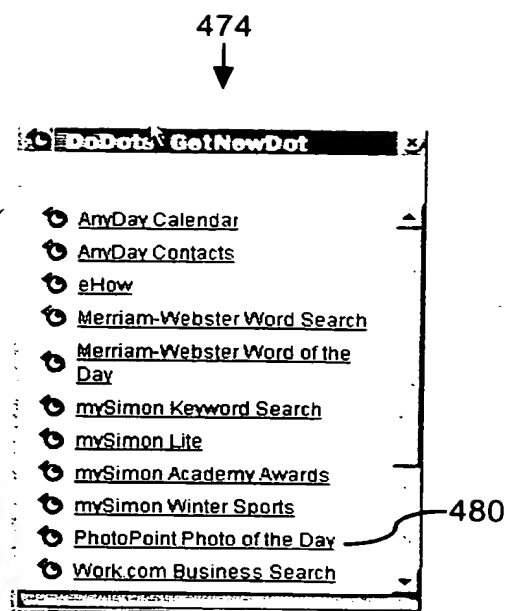 474
DoDots GetNewDot
AnyDay Calendar
AnyDay Contacts
eHow
Merriam-Webster Word Search
Merriam-Webster Word of the
Day
mySimon Keyword Search
mySimon Lite
mySimon Academy Awards
mySimon Winter Sports
PhotoPoint Photo of the Day
480
Work.com Business Search